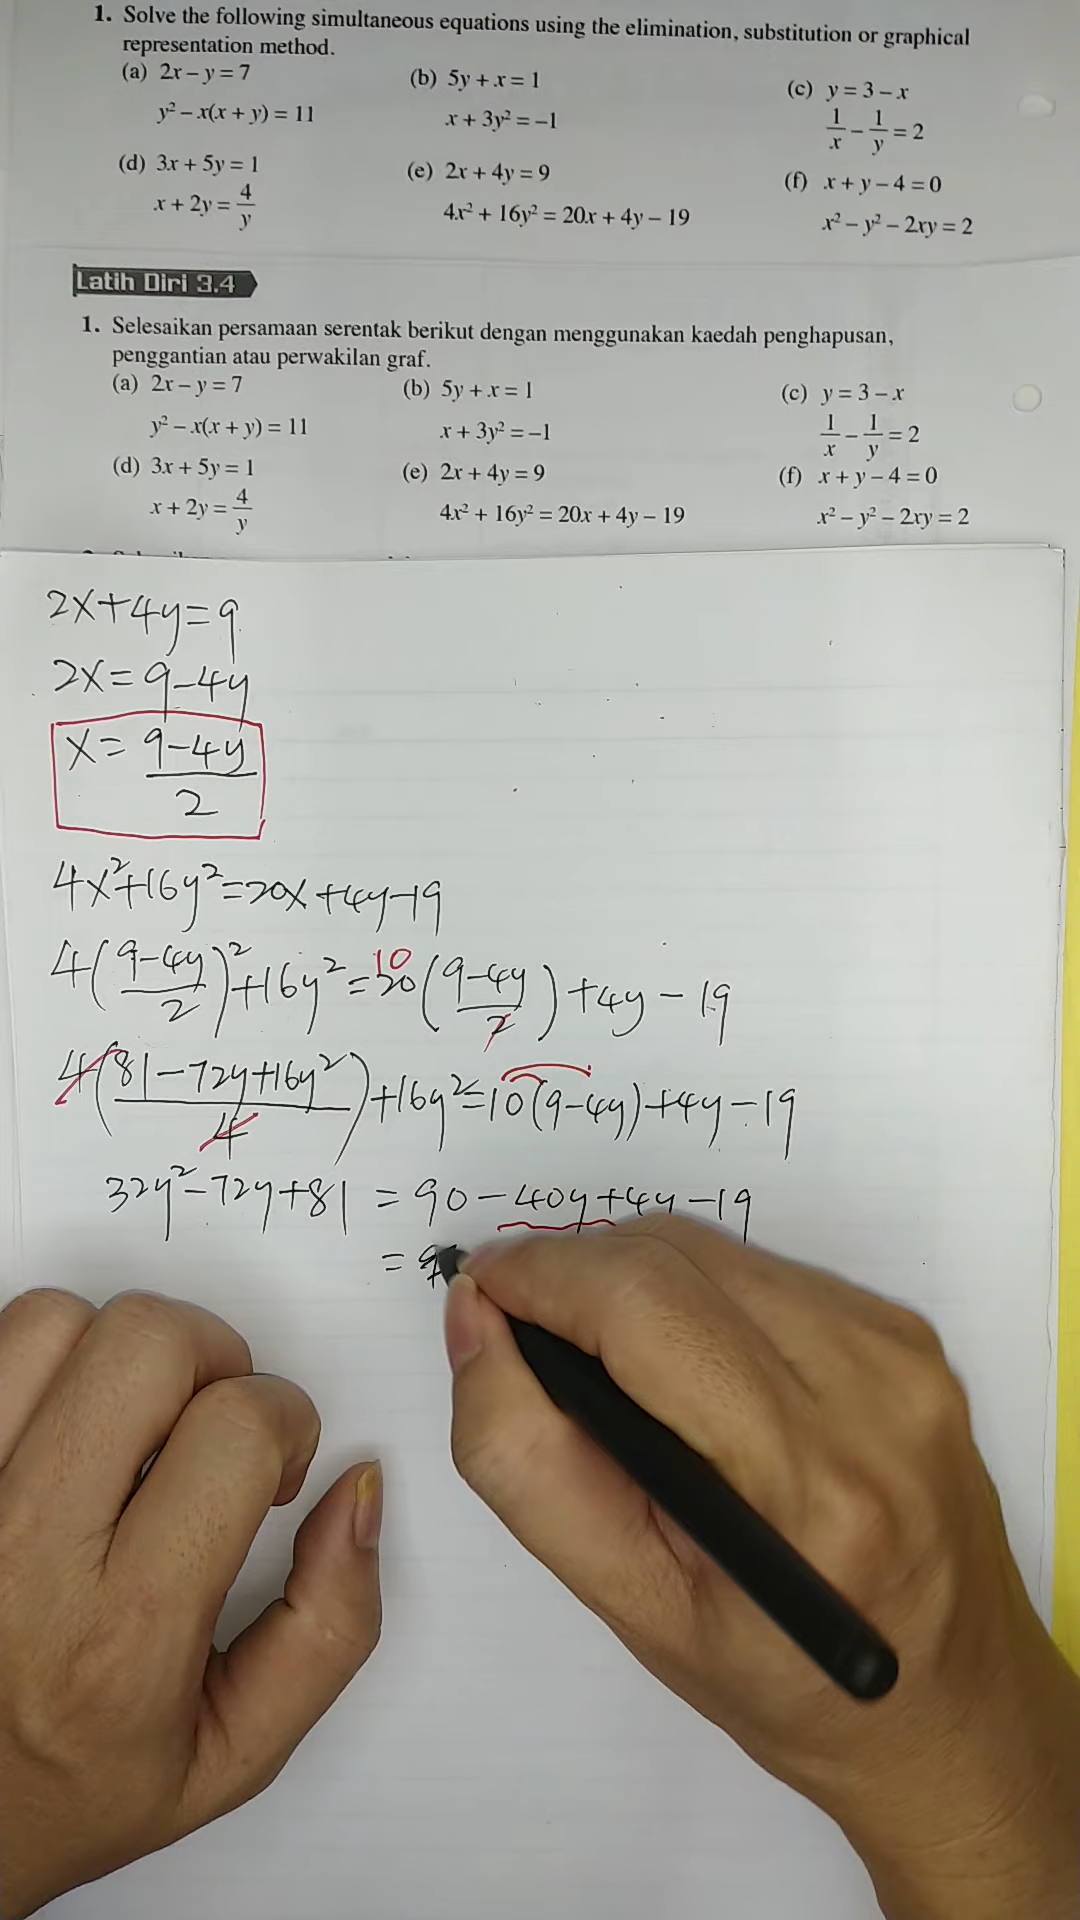 1. Solve the following simultaneous equations using the elimination, substitution or graphical
representation method.
(a) 2x – y = 7 (b) 5y + x = 1 (c) y = 3 – x
y² – x(x + y) = 11 x + 3y² = –1 1/x – 1/y = 2
(d) 3x + 5y = 1 (e) 2x + 4y = 9 (f) x + y – 4 = 0
x + 2y = 4/y 4x² + 16y² = 20x + 4y – 19 x² – y² – 2xy = 2
Latih Diri 3.4
1. Selesaikan persamaan serentak berikut dengan menggunakan kaedah penghapusan,
penggantian atau perwakilan graf.
(a) 2x – y = 7 (b) 5y + x = 1 (c) y = 3 – x
y² – x(x + y) = 11 x + 3y² = –1 1/x – 1/y = 2
(d) 3x + 5y = 1 (e) 2x + 4y = 9 (f) x + y – 4 = 0
x + 2y = 4/y 4x² + 16y² = 20x + 4y – 19 x² – y² – 2xy = 2
2x+4y=9
2x=9-4y
x=(9-4y)/2
4x²+16y²=20x+4y-19
10
4((9-4y)/2)²+16y²=20((9-4y)/2)+4y-19
4((81-72y+16y²)/4)+16y²=10(9-4y)+4y-19
32y²-72y+81 = 90-40y+4y-19
= 9